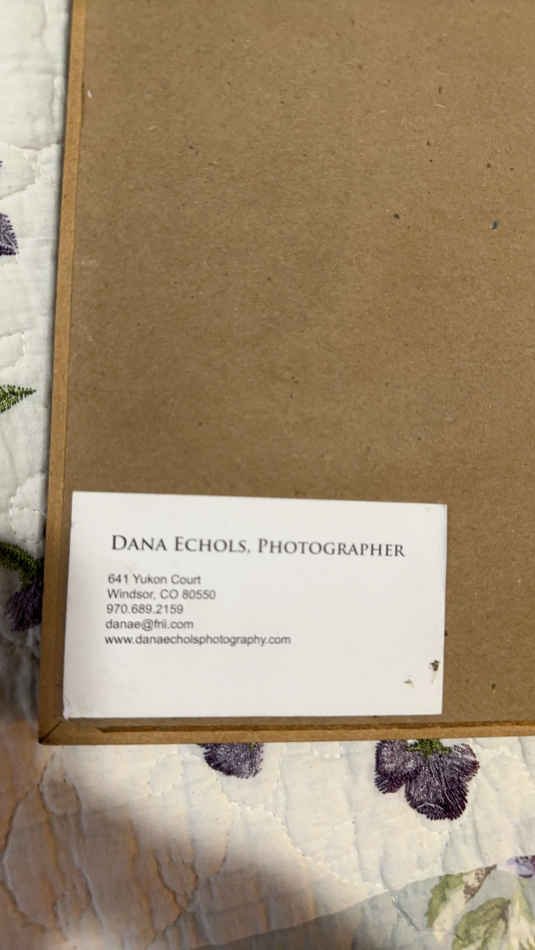 DANA ECHOLS, PHOTOGRAPHER
641 Yukon Court
Windsor, CO 80550
970.689.2159
danae@frii.com
www.danaecholsphotography.com